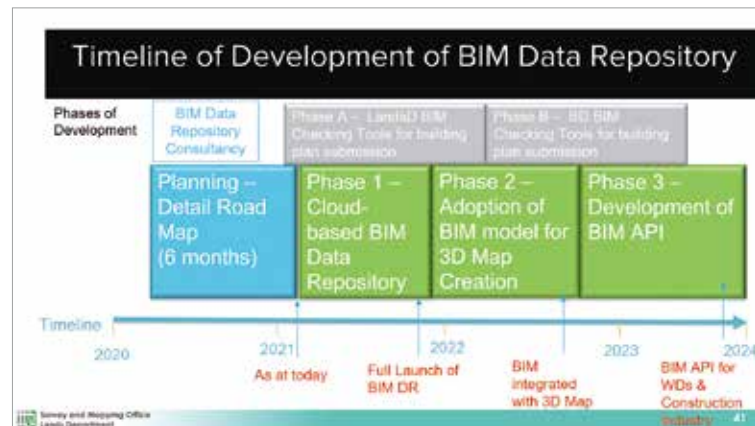 Timeline of Development of BIM Data Repository
Phases of
Development
BIM Data
Repository
Consultancy
Phase A – LandsD BIM
Checking Tools for building
plan submission
Phase B – BD BIM
Checking Tools for building
plan submission
Planning –
Detail Road
Map
(6 months)
Phase 1 –
Cloud-
based BIM
Data
Repository
Phase 2 –
Adoption of
BIM model for
3D Map
Creation
Phase 3 –
Development of
BIM API
Timeline
2020
2021
2022
2023
2024
As at today
Full Launch of
BIM DR
BIM
integrated
with 3D Map
BIM API for
WDs &
Construction
Industry
Survey and Mapping Office
Lands Department
41